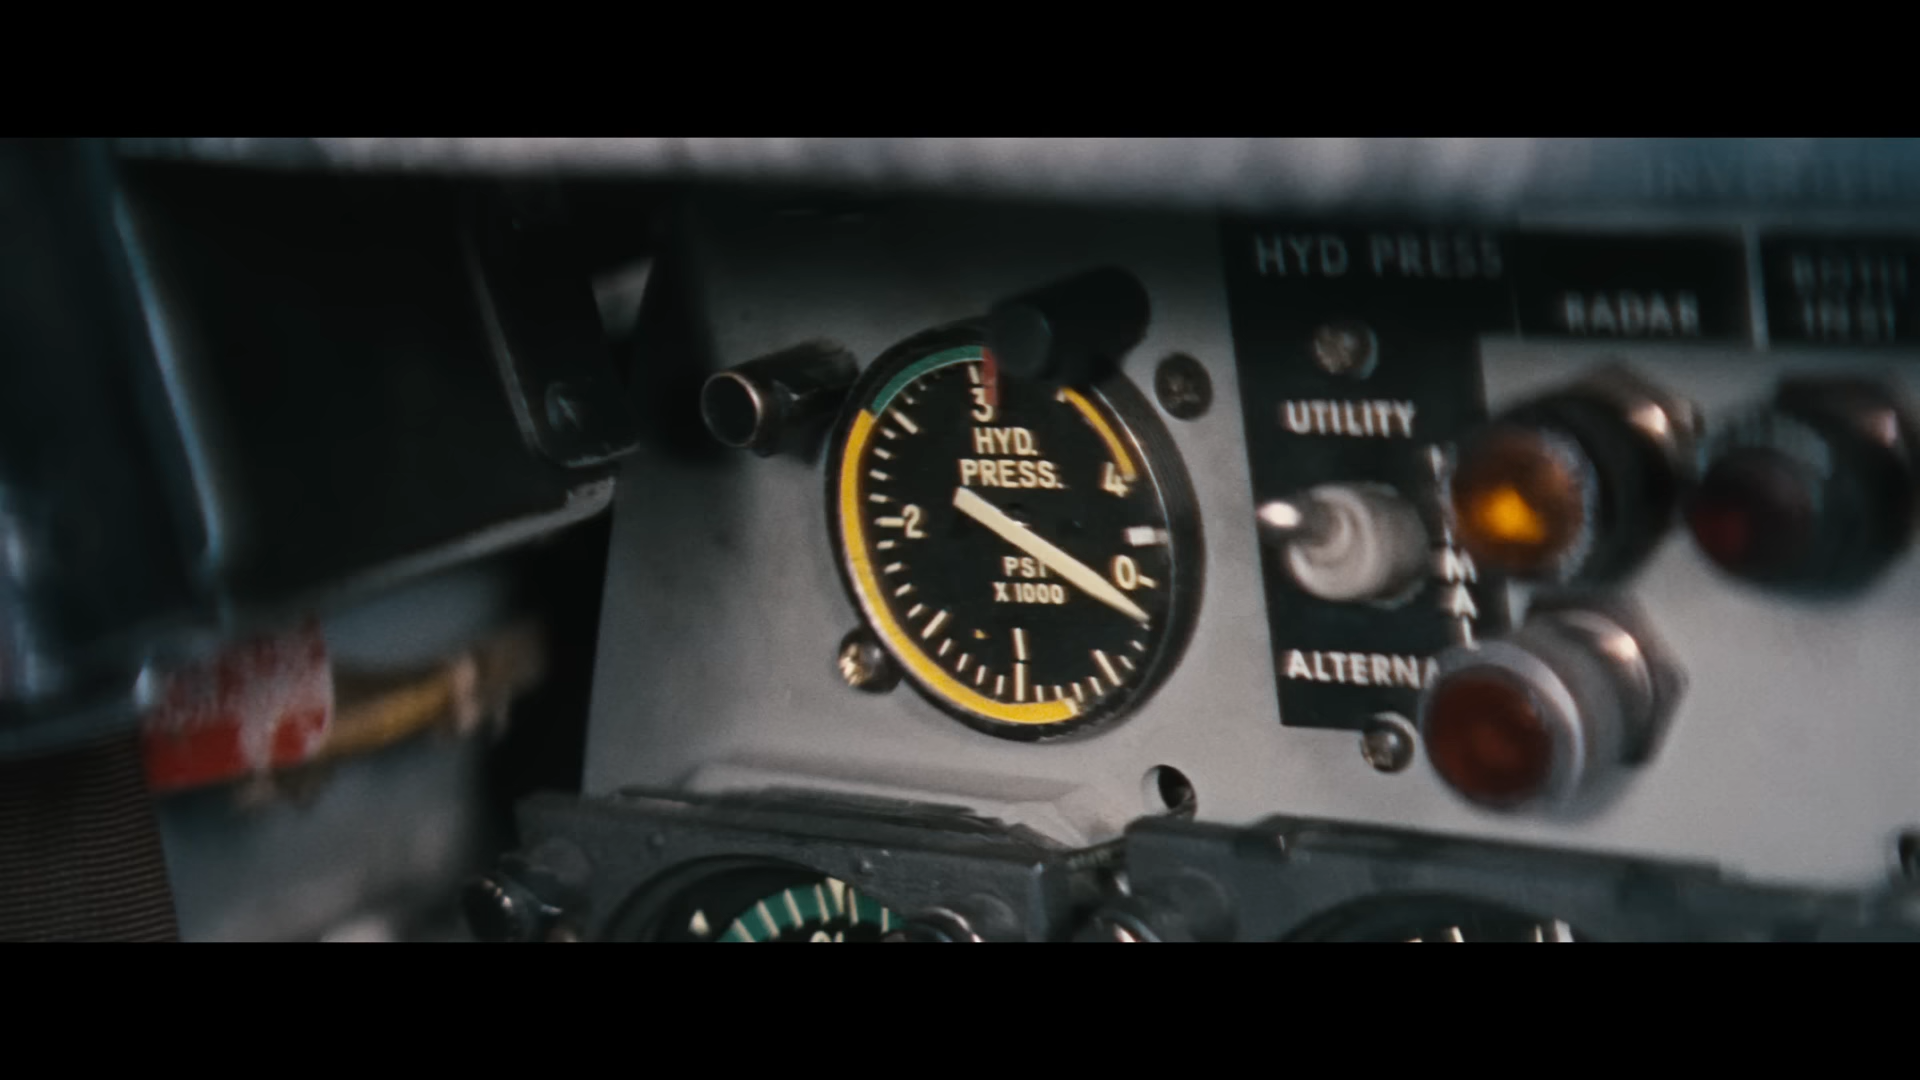 HYD PRESS
RADAR
UTILITY
3
HYD.
PRESS.
4
2
0
PSI
X 1000
1
ALTERNA